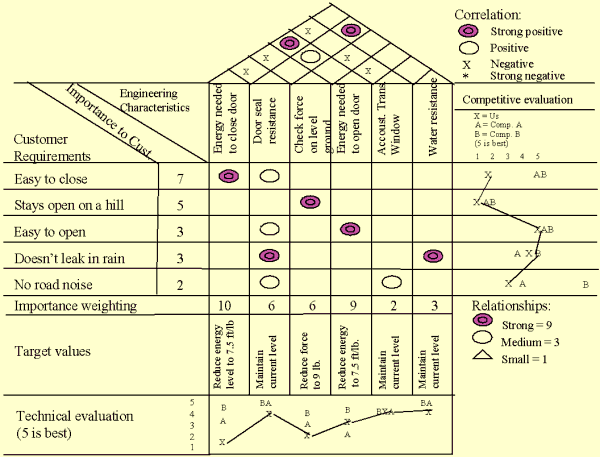 Correlation:
Strong positive
Positive
X Negative
* Strong negative
X
X
X
X
X
X
Engineering
Characteristics
Importance to Cust.
Customer
Requirements
Energy needed
to close door
Door seal
resistance
Check force
on level
ground
Energy needed
to open door
Accoust. Trans.
Window
Water resistance
Competitive evaluation
X = Us
A = Comp. A
B = Comp. B
(5 is best)
1 2 3 4 5
Easy to close 7 X AB
Stays open on a hill 5 X AB
Easy to open 3 XAB
Doesn't leak in rain 3 A X B
No road noise 2 X A B
Importance weighting 10 6 6 9 2 3
Relationships:
Strong = 9
Medium = 3
Small = 1
Target values
Reduce energy
level to 7.5 ft/lb.
Maintain
current level
Reduce force
to 9 lb.
Reduce energy
to 7.5 ft/lb.
Maintain
current level
Maintain
current level
Technical evaluation
(5 is best)
5
4
3
2
1
B
A
X
BA
X
B
A
X
B
X
A
BXA
BA
X